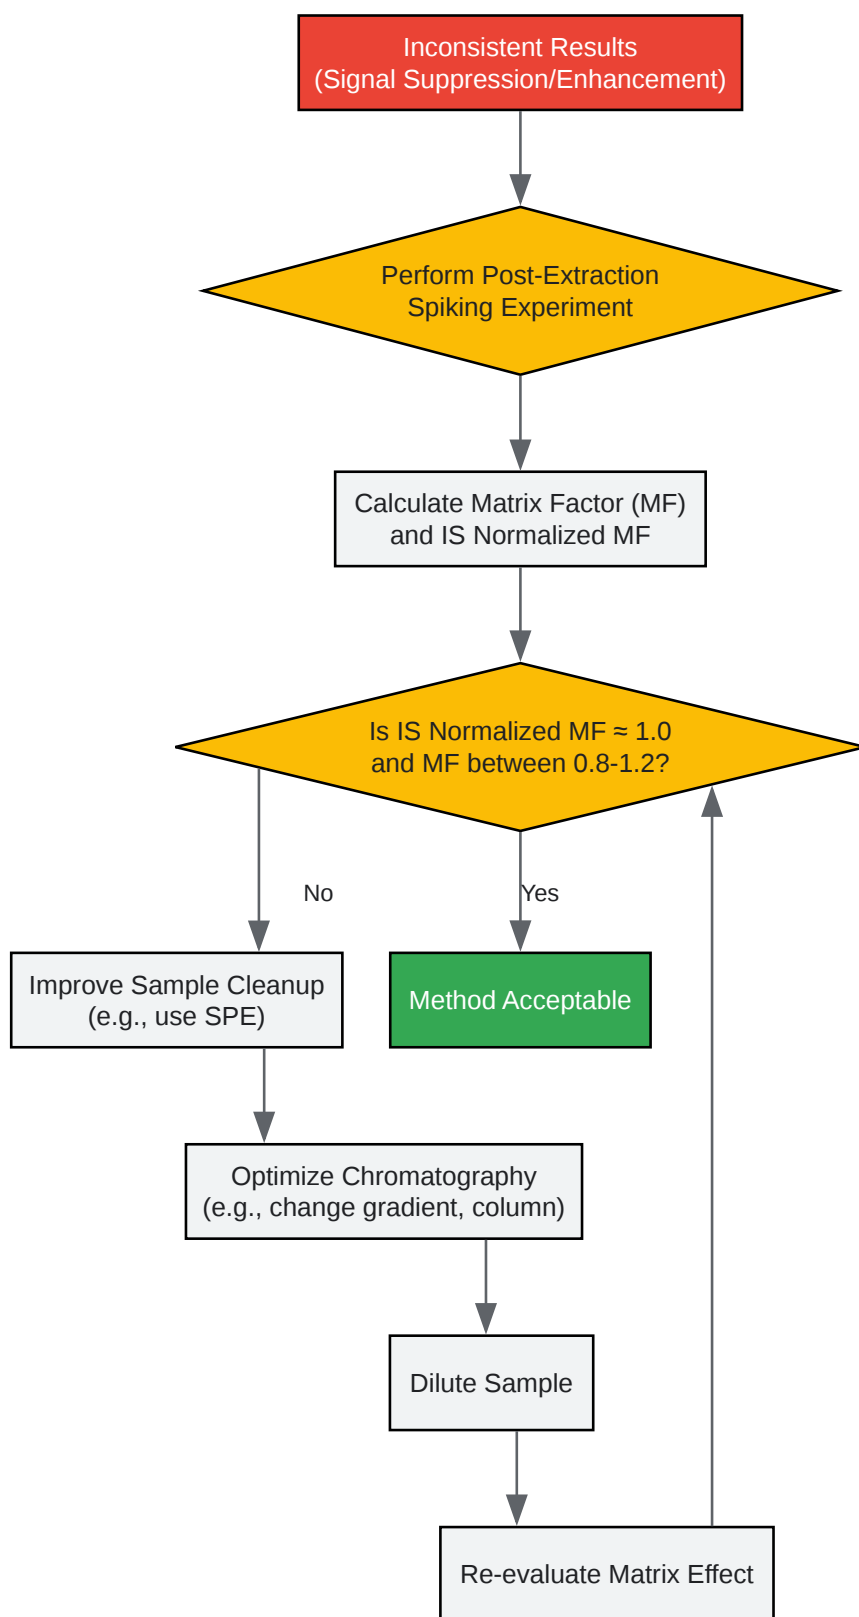 Inconsistent Results
(Signal Suppression/Enhancement)
Perform Post-Extraction
Spiking Experiment
Calculate Matrix Factor (MF)
and IS Normalized MF
Is IS Normalized MF ≈ 1.0
and MF between 0.8-1.2?
No
Yes
Improve Sample Cleanup
(e.g., use SPE)
Method Acceptable
Optimize Chromatography
(e.g., change gradient, column)
Dilute Sample
Re-evaluate Matrix Effect